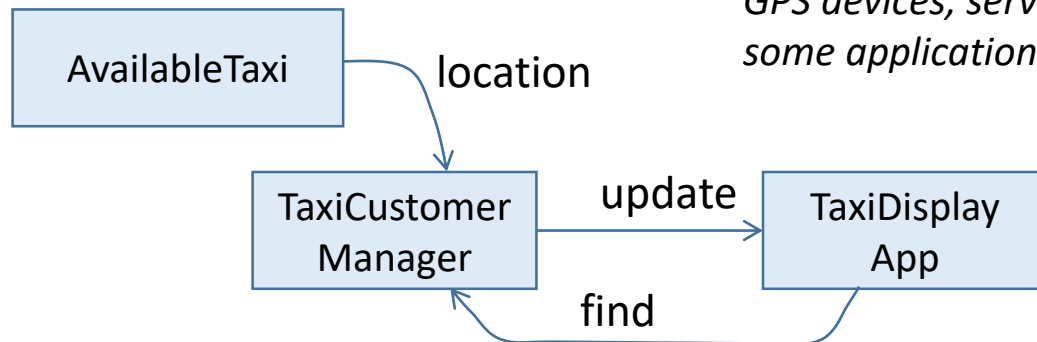 GPS devices, serv
some application
AvailableTaxi
location
TaxiCustomer
Manager
update
TaxiDisplay
App
find